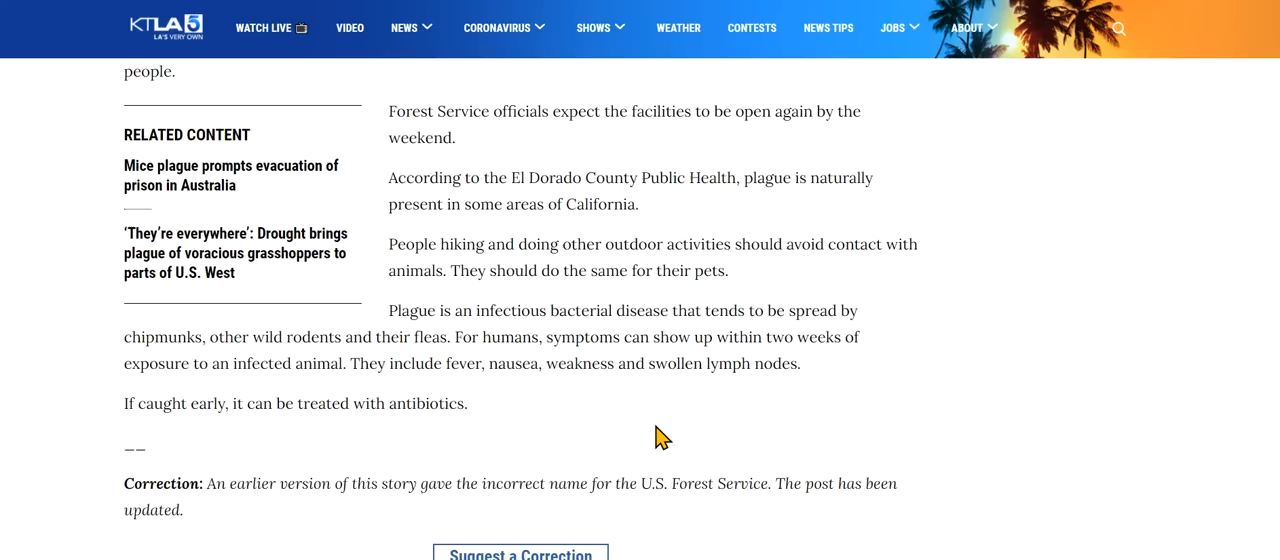 KTLA 5
LA'S VERY OWN
WATCH LIVE
VIDEO
NEWS
CORONAVIRUS
SHOWS
WEATHER
CONTESTS
NEWS TIPS
JOBS
ABOUT
people.
RELATED CONTENT
Mice plague prompts evacuation of
prison in Australia
‘They’re everywhere’: Drought brings
plague of voracious grasshoppers to
parts of U.S. West
Forest Service officials expect the facilities to be open again by the
weekend.
According to the El Dorado County Public Health, plague is naturally
present in some areas of California.
People hiking and doing other outdoor activities should avoid contact with
animals. They should do the same for their pets.
Plague is an infectious bacterial disease that tends to be spread by
chipmunks, other wild rodents and their fleas. For humans, symptoms can show up within two weeks of
exposure to an infected animal. They include fever, nausea, weakness and swollen lymph nodes.
If caught early, it can be treated with antibiotics.
——
Correction: An earlier version of this story gave the incorrect name for the U.S. Forest Service. The post has been
updated.
Suggest a Correction